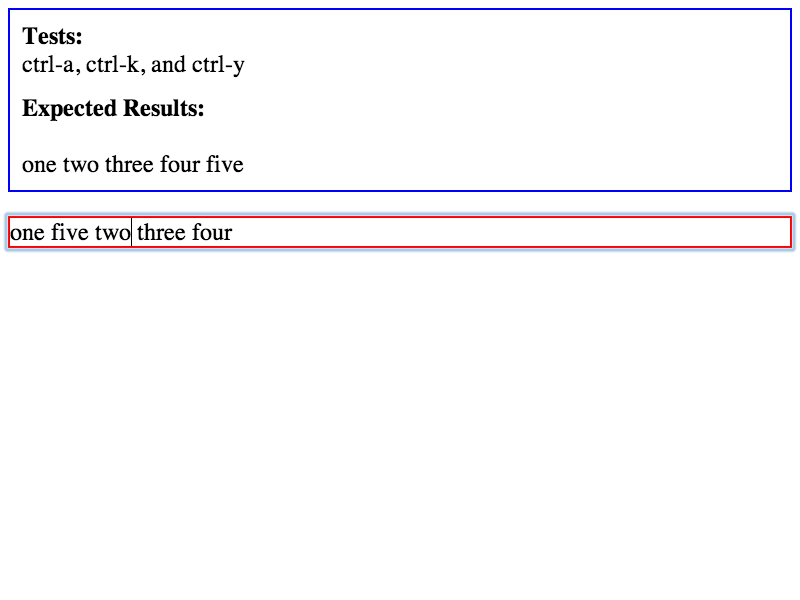 Tests:
ctrl-a, ctrl-k, and ctrl-y
Expected Results:
one two three four five
one five two three four